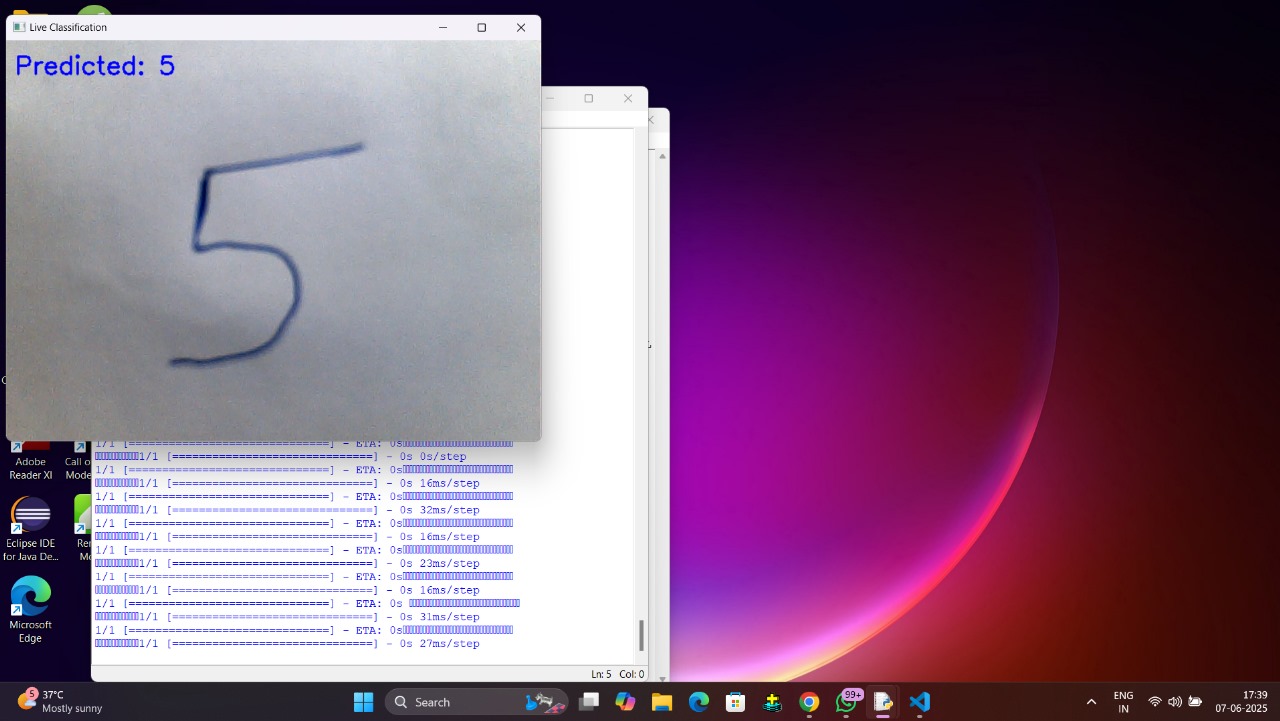 Live Classification
Predicted: 5
5
1/1 [==============================] - ETA: 0s
1/1 [==============================] - 0s 0s/step
1/1 [==============================] - ETA: 0s
1/1 [==============================] - 0s 16ms/step
1/1 [==============================] - ETA: 0s
1/1 [==============================] - 0s 32ms/step
1/1 [==============================] - ETA: 0s
1/1 [==============================] - 0s 16ms/step
1/1 [==============================] - ETA: 0s
1/1 [==============================] - 0s 23ms/step
1/1 [==============================] - ETA: 0s
1/1 [==============================] - 0s 16ms/step
1/1 [==============================] - ETA: 0s
1/1 [==============================] - 0s 31ms/step
1/1 [==============================] - ETA: 0s
1/1 [==============================] - 0s 27ms/step
Ln: 5 Col: 0
Adobe
Reader XI
Call of
Mode
Eclipse IDE
for Java De...
Microsoft
Edge
5
37°C
Mostly sunny
Search
99+
ENG
IN
17:39
07-06-2025